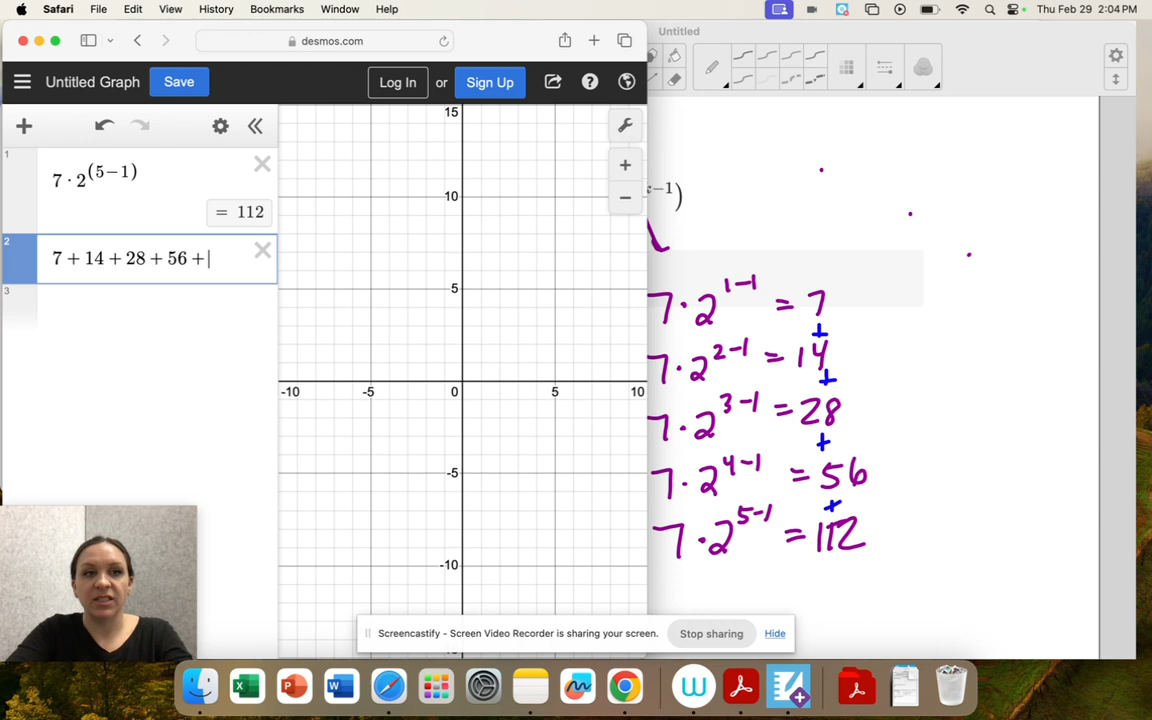 Safari File Edit View History Bookmarks Window Help Thu Feb 29 2:04PM
desmos.com
Untitled
Untitled Graph Save Log In or Sign Up
1
7 · 2^(5−1)
= 112
2
7 + 14 + 28 + 56 +
3
15
10
5
-10 -5 0 5 10
-5
-10
−1)
7 · 2^1-1 = 7
+
7 · 2^2-1 = 14
+
7 · 2^3-1 = 28
+
7 · 2^4-1 = 56
+
7 · 2^5-1 = 112
Screencastify - Screen Video Recorder is sharing your screen. Stop sharing Hide